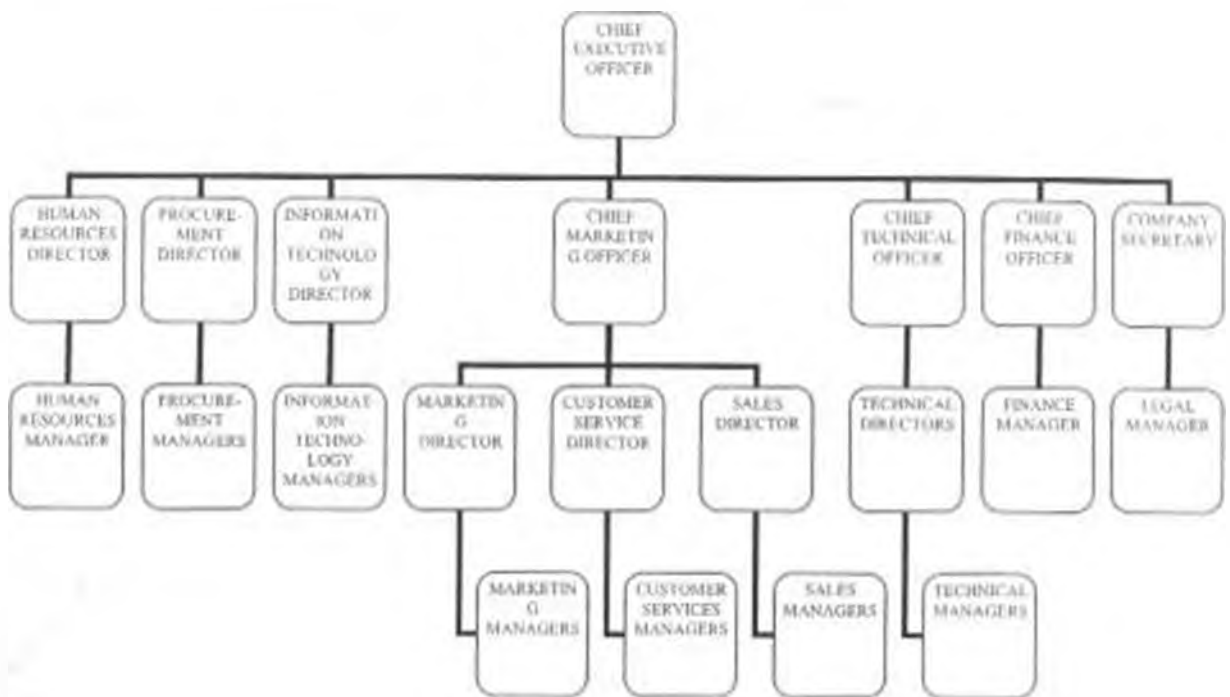 CHIEF
EXECUTIVE
OFFICER
HUMAN
RESOURCES
DIRECTOR
PROCURE-
MENT
DIRECTOR
INFORMATI
ON
TECHNOLO
GY
DIRECTOR
CHIEF
MARKETIN
G OFFICER
CHIEF
TECHNICAL
OFFICER
CHIEF
FINANCE
OFFICER
COMPANY
SECRETARY
HUMAN
RESOURCES
MANAGER
PROCURE-
MENT
MANAGERS
INFORMAT
ION
TECHNO-
LOGY
MANAGERS
MARKETIN
G
DIRECTOR
CUSTOMER
SERVICE
DIRECTOR
SALES
DIRECTOR
TECHNICAL
DIRECTORS
FINANCE
MANAGER
LEGAL
MANAGER
MARKETIN
G
MANAGERS
CUSTOMER
SERVICES
MANAGERS
SALES
MANAGERS
TECHNICAL
MANAGERS